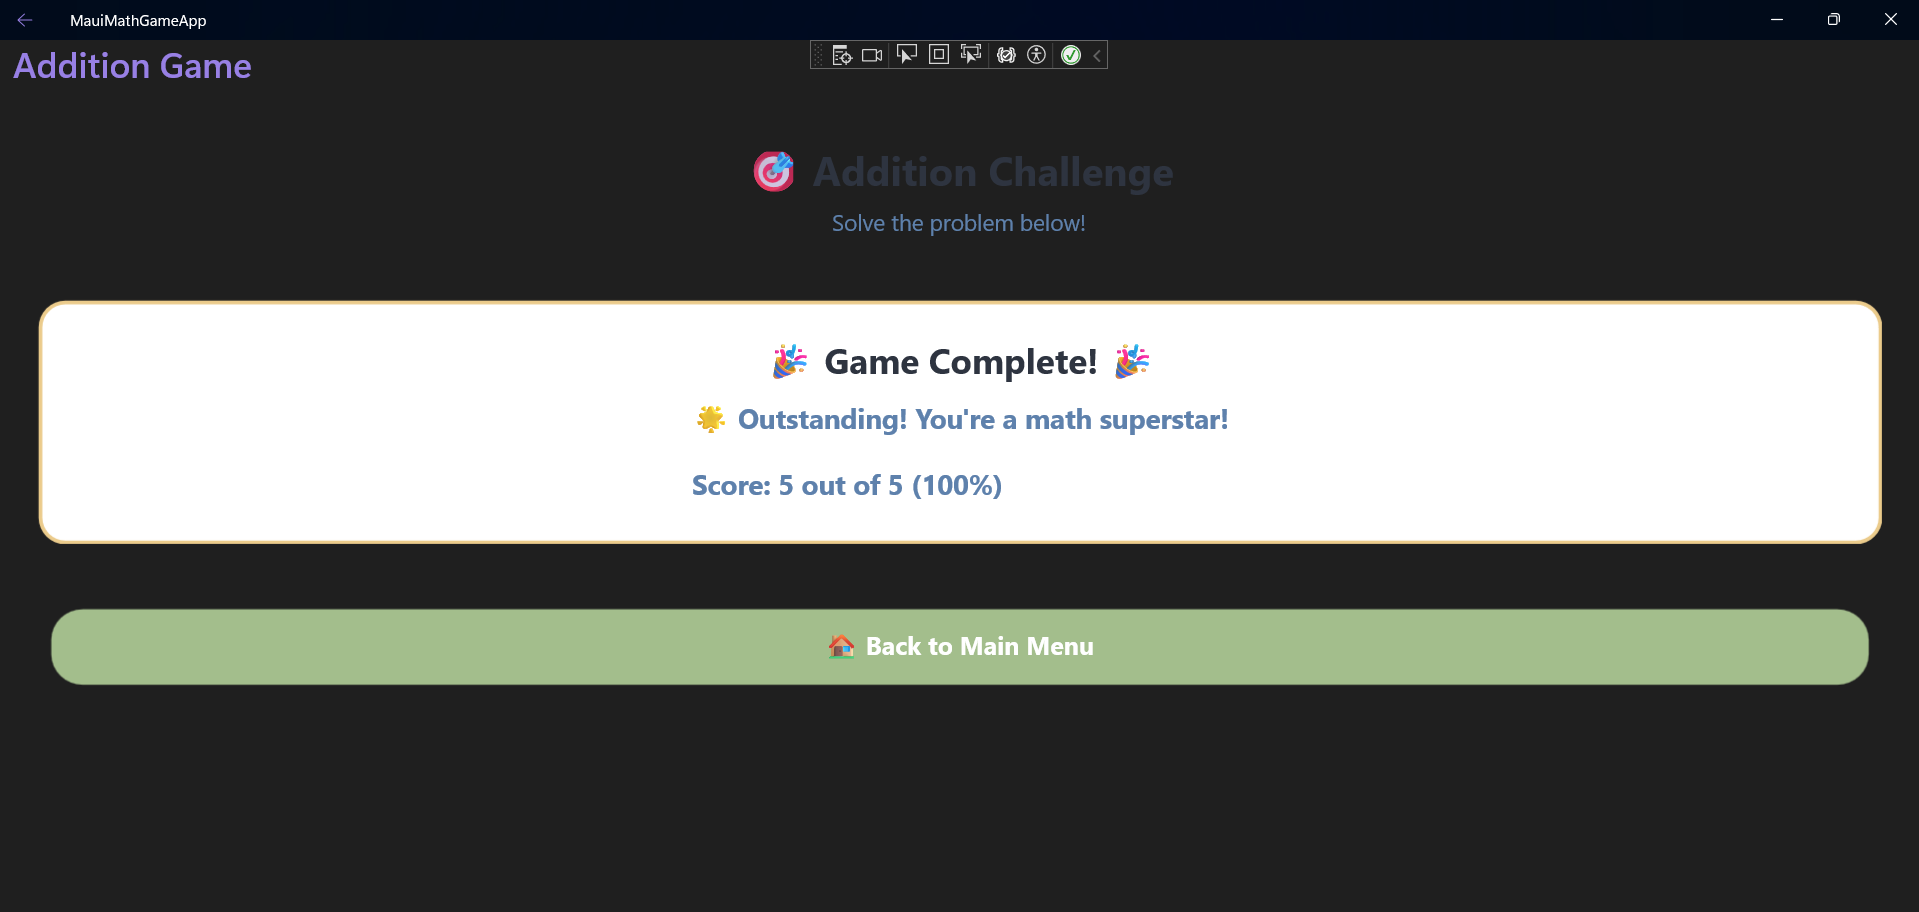 MauiMathGameApp
Addition Game
🎯 Addition Challenge
Solve the problem below!
🎉 Game Complete! 🎉
🌟 Outstanding! You're a math superstar!
Score: 5 out of 5 (100%)
🏠 Back to Main Menu